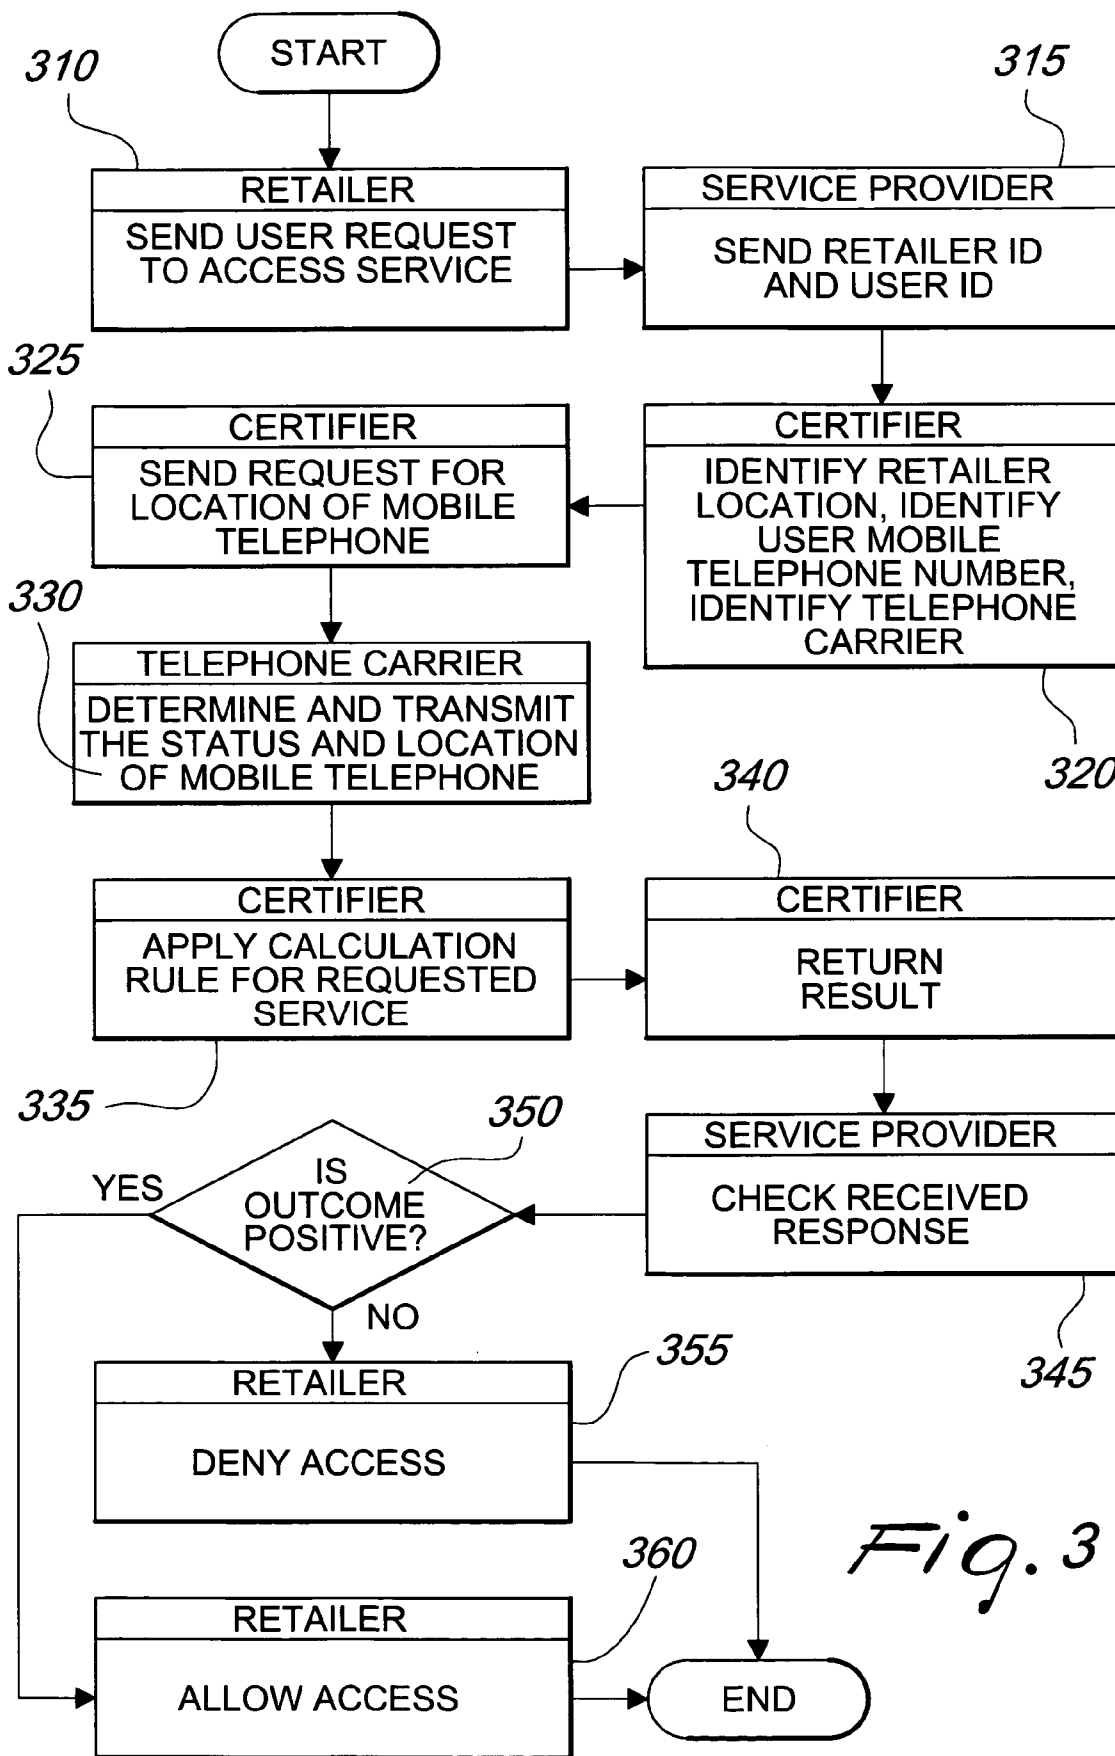 START
310
315
RETAILER
SEND USER REQUEST
TO ACCESS SERVICE
SERVICE PROVIDER
SEND RETAILER ID
AND USER ID
325
CERTIFIER
SEND REQUEST FOR
LOCATION OF MOBILE
TELEPHONE
CERTIFIER
IDENTIFY RETAILER
LOCATION, IDENTIFY
USER MOBILE
TELEPHONE NUMBER,
IDENTIFY TELEPHONE
CARRIER
320
330
TELEPHONE CARRIER
DETERMINE AND TRANSMIT
THE STATUS AND LOCATION
OF MOBILE TELEPHONE
340
CERTIFIER
APPLY CALCULATION
RULE FOR REQUESTED
SERVICE
335
CERTIFIER
RETURN
RESULT
SERVICE PROVIDER
CHECK RECEIVED
RESPONSE
345
350
IS
OUTCOME
POSITIVE?
YES
NO
355
RETAILER
DENY ACCESS
360
RETAILER
ALLOW ACCESS
END
Fig. 3